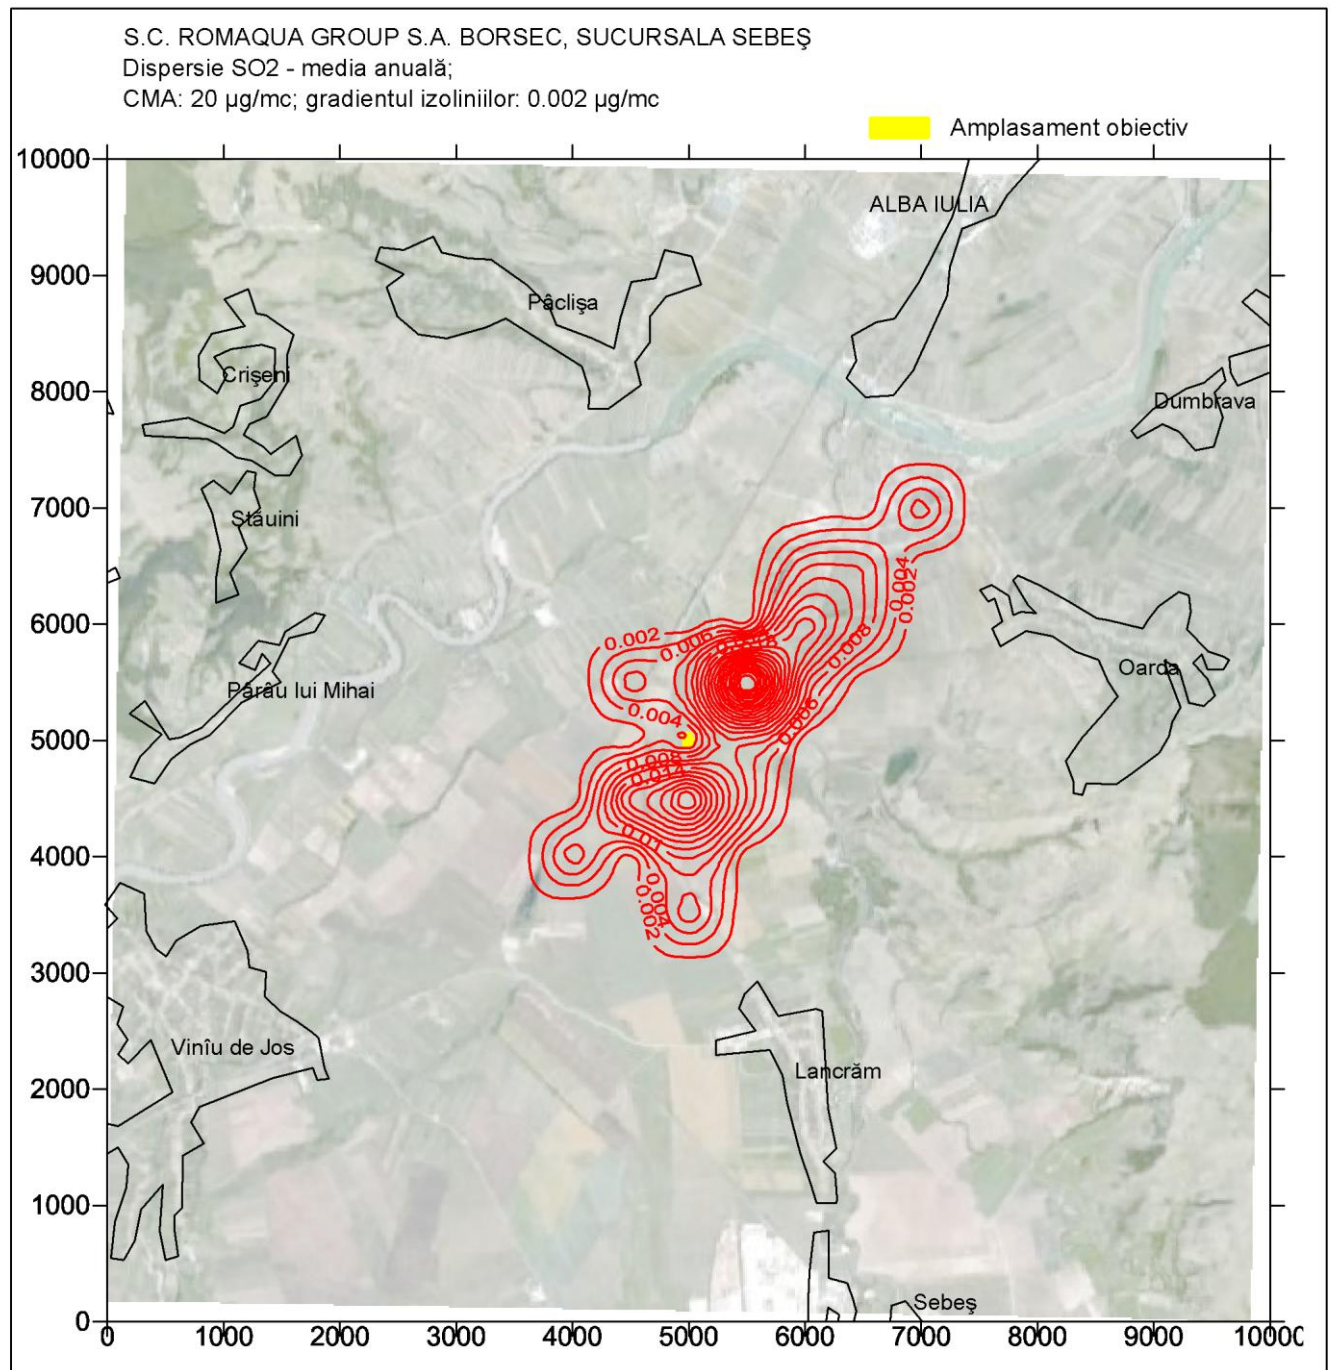 S.C. ROMAQUA GROUP S.A. BORSEC, SUCURSALA SEBEŞ
Dispersie SO2 - media anuală;
CMA: 20 µg/mc; gradientul izoliniilor: 0.002 µg/mc
Amplasament obiectiv
10000
ALBA IULIA
9000
Pâclişa
Crişeni
8000
Dumbrava
7000
Stăuini
0.004
0.002
6000
0.002
0.006
0.008
Oarda
Pârâu lui Mihai
0.004
0.006
5000
0.008
0.014
0.01
4000
0.004
0.002
3000
Vinîu de Jos
Lancrăm
2000
1000
Sebeş
0
0 1000 2000 3000 4000 5000 6000 7000 8000 9000 10000